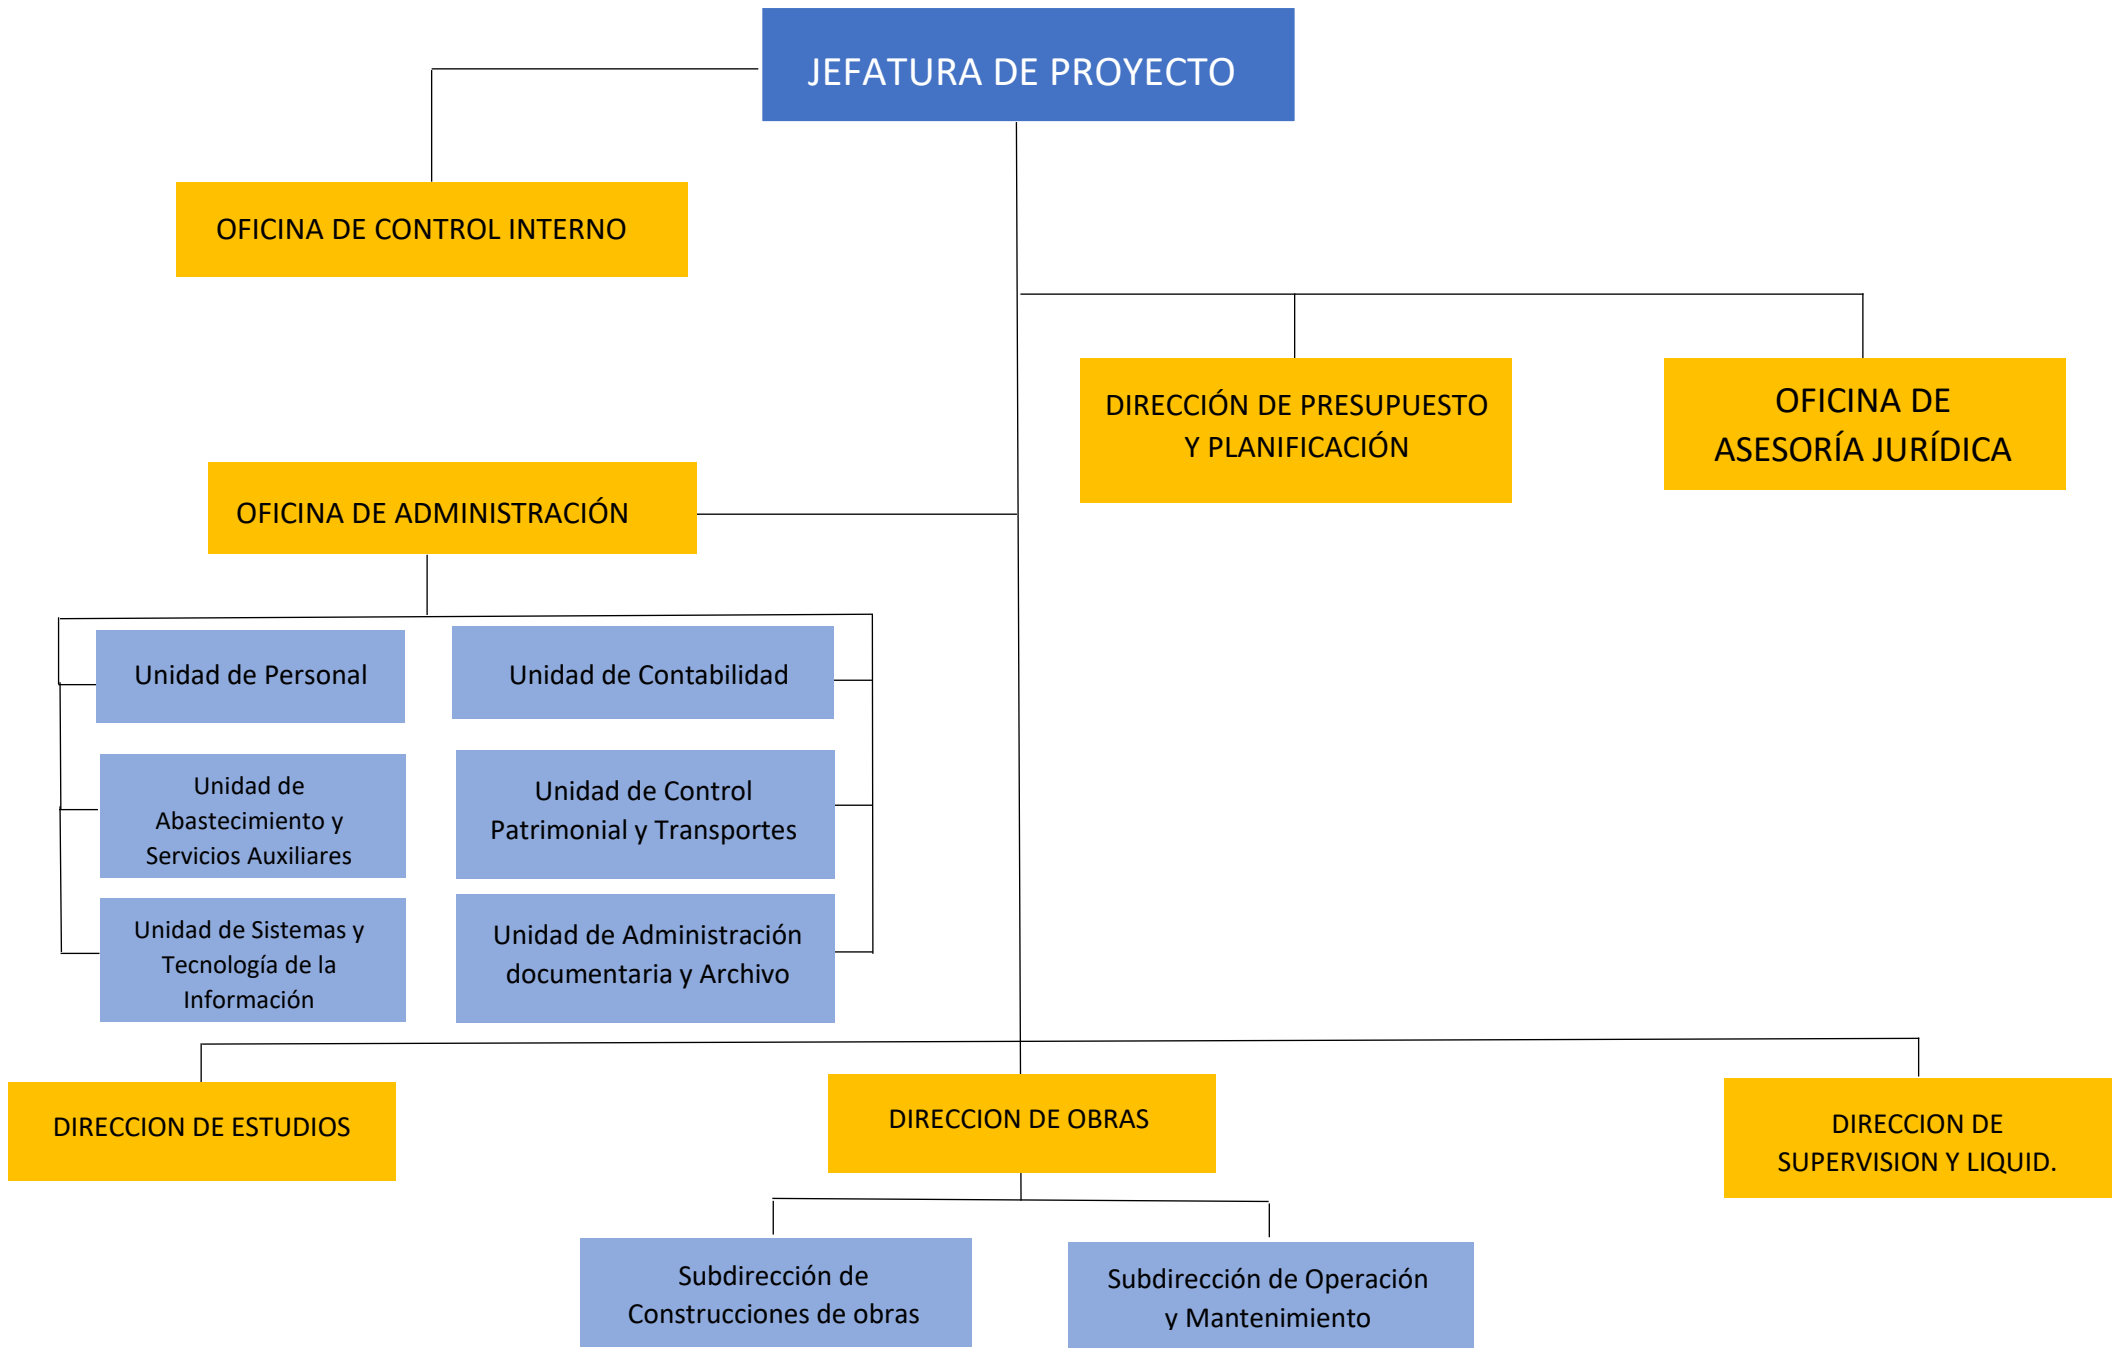 JEFATURA DE PROYECTO
OFICINA DE CONTROL INTERNO
DIRECCIÓN DE PRESUPUESTO
Y PLANIFICACIÓN
OFICINA DE
ASESORÍA JURÍDICA
OFICINA DE ADMINISTRACIÓN
Unidad de Personal
Unidad de Contabilidad
Unidad de
Abastecimiento y
Servicios Auxiliares
Unidad de Control
Patrimonial y Transportes
Unidad de Sistemas y
Tecnología de la
Información
Unidad de Administración
documentaria y Archivo
DIRECCION DE ESTUDIOS
DIRECCION DE OBRAS
DIRECCION DE
SUPERVISION Y LIQUID.
Subdirección de
Construcciones de obras
Subdirección de Operación
y Mantenimiento